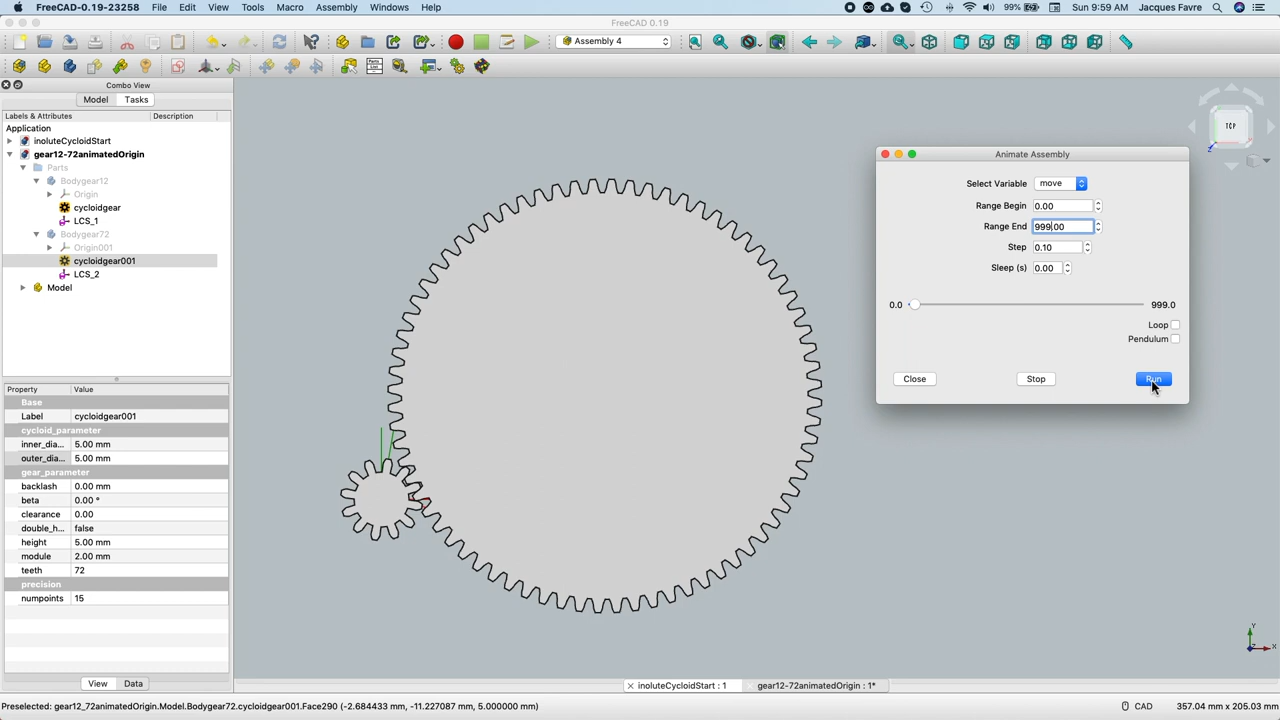 FreeCAD-0.19-23258 File Edit View Tools Macro Assembly Windows Help 99% Sun 9:59 AM Jacques Favre
FreeCAD 0.19
Assembly 4
Combo View
Model Tasks
Labels & Attributes Description
Application
inoluteCycloidStart
gear12-72animatedOrigin
Parts
Bodygear12
Origin
cycloidgear
LCS_1
Bodygear72
Origin001
cycloidgear001
LCS_2
Model
Property Value
Base
Label cycloidgear001
cycloid_parameter
inner_dia... 5.00 mm
outer_dia... 5.00 mm
gear_parameter
backlash 0.00 mm
beta 0.00 °
clearance 0.00
double_h... false
height 5.00 mm
module 2.00 mm
teeth 72
precision
numpoints 15
View Data
TOP
Z
Animate Assembly
Select Variable move
Range Begin 0.00
Range End 999.00
Step 0.10
Sleep (s) 0.00
0.0 999.0
Loop
Pendulum
Close Stop Run
Y
Z X
inoluteCycloidStart : 1 gear12-72animatedOrigin : 1*
Preselected: gear12_72animatedOrigin.Model.Bodygear72.cycloidgear001.Face290 (-2.684433 mm, -11.227087 mm, 5.000000 mm) CAD 357.04 mm x 205.03 mm